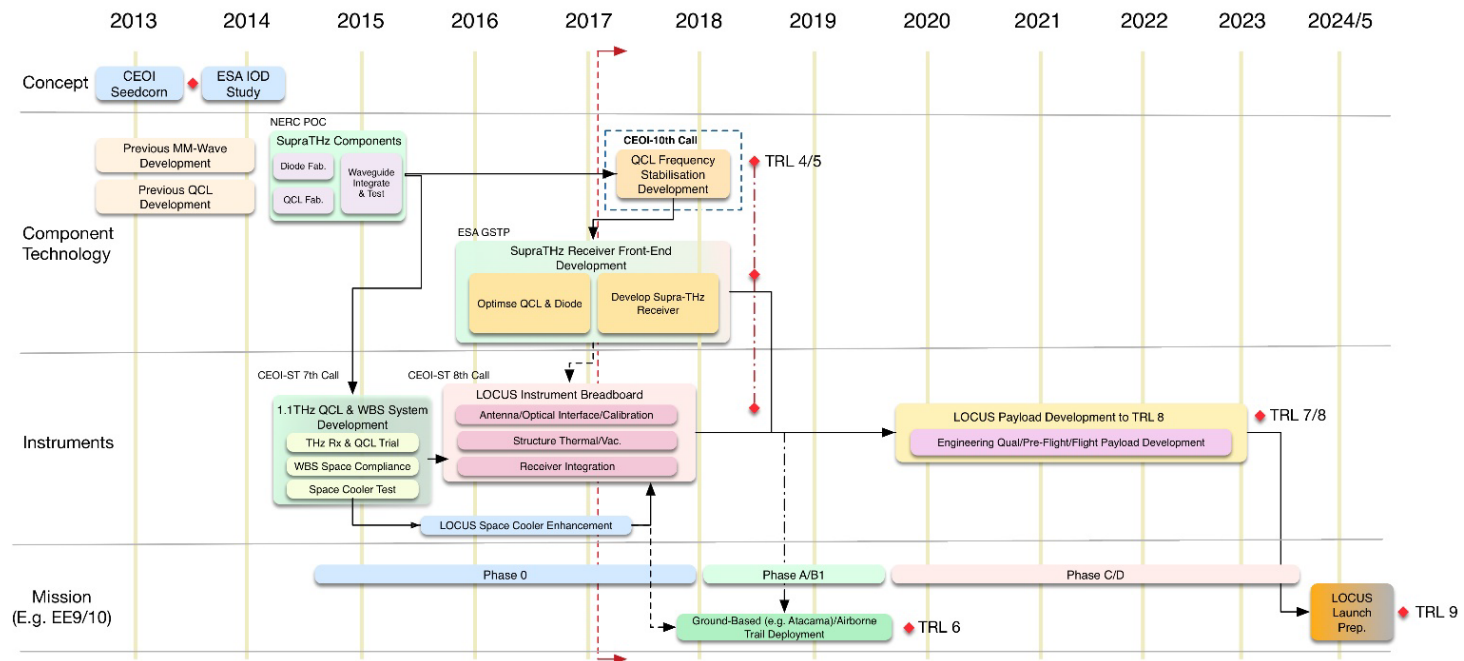 2013 2014 2015 2016 2017 2018 2019 2020 2021 2022 2023 2024/5
Concept
CEOI
Seedcorn
ESA IOD
Study
Component
Technology
Previous MM-Wave
Development
Previous QCL
Development
NERC POC
SupraTHz Components
Diode Fab.
QCL Fab.
Waveguide
Integrate
& Test
CEOI-10th Call
QCL Frequency
Stabilisation
Development
TRL 4/5
ESA GSTP
SupraTHz Receiver Front-End
Development
Optimse QCL & Diode
Develop Supra-THz
Receiver
Instruments
CEOI-ST 7th Call
1.1THz QCL & WBS System
Development
THz Rx & QCL Trial
WBS Space Compliance
Space Cooler Test
CEOI-ST 8th Call
LOCUS Instrument Breadboard
Antenna/Optical Interface/Calibration
Structure Thermal/Vac.
Receiver Integration
LOCUS Space Cooler Enhancement
LOCUS Payload Development to TRL 8
Engineering Qual/Pre-Flight/Flight Payload Development
TRL 7/8
Mission
(E.g. EE9/10)
Phase 0
Phase A/B1
Phase C/D
Ground-Based (e.g. Atacama)/Airborne
Trail Deployment
TRL 6
LOCUS
Launch
Prep.
TRL 9